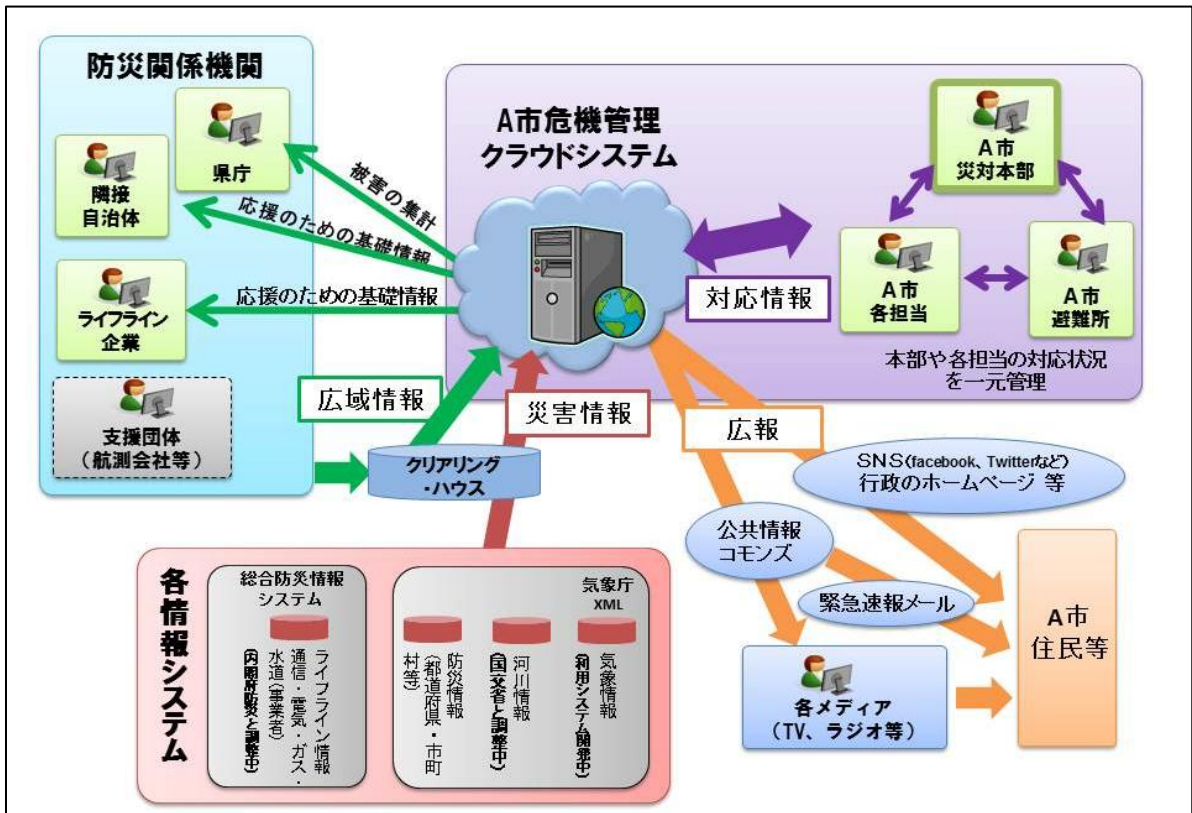 防災関係機関
県庁
隣接
自治体
ライフライン
企業
支援団体
（航測会社等）
被害の集計
応援のための基礎情報
応援のための基礎情報
A市危機管理
クラウドシステム
A市
災対本部
A市
各担当
A市
避難所
対応情報
本部や各担当の対応状況
を一元管理
広域情報
災害情報
広報
クリアリング
・ハウス
SNS(facebook、Twitterなど)
行政のホームページ 等
公共情報
コモンズ
緊急速報メール
A市
住民等
各メディア
（TV、ラジオ等）
各情報システム
総合防災情報
システム
ライフライン情報
通信・電気・ガス・
水道（事業者）
（内閣府防災と調整中）
気象庁
XML
防災情報
（都道府県・市町
村等）
河川情報
（国交省と調整中）
気象情報
（利用システム開発中）